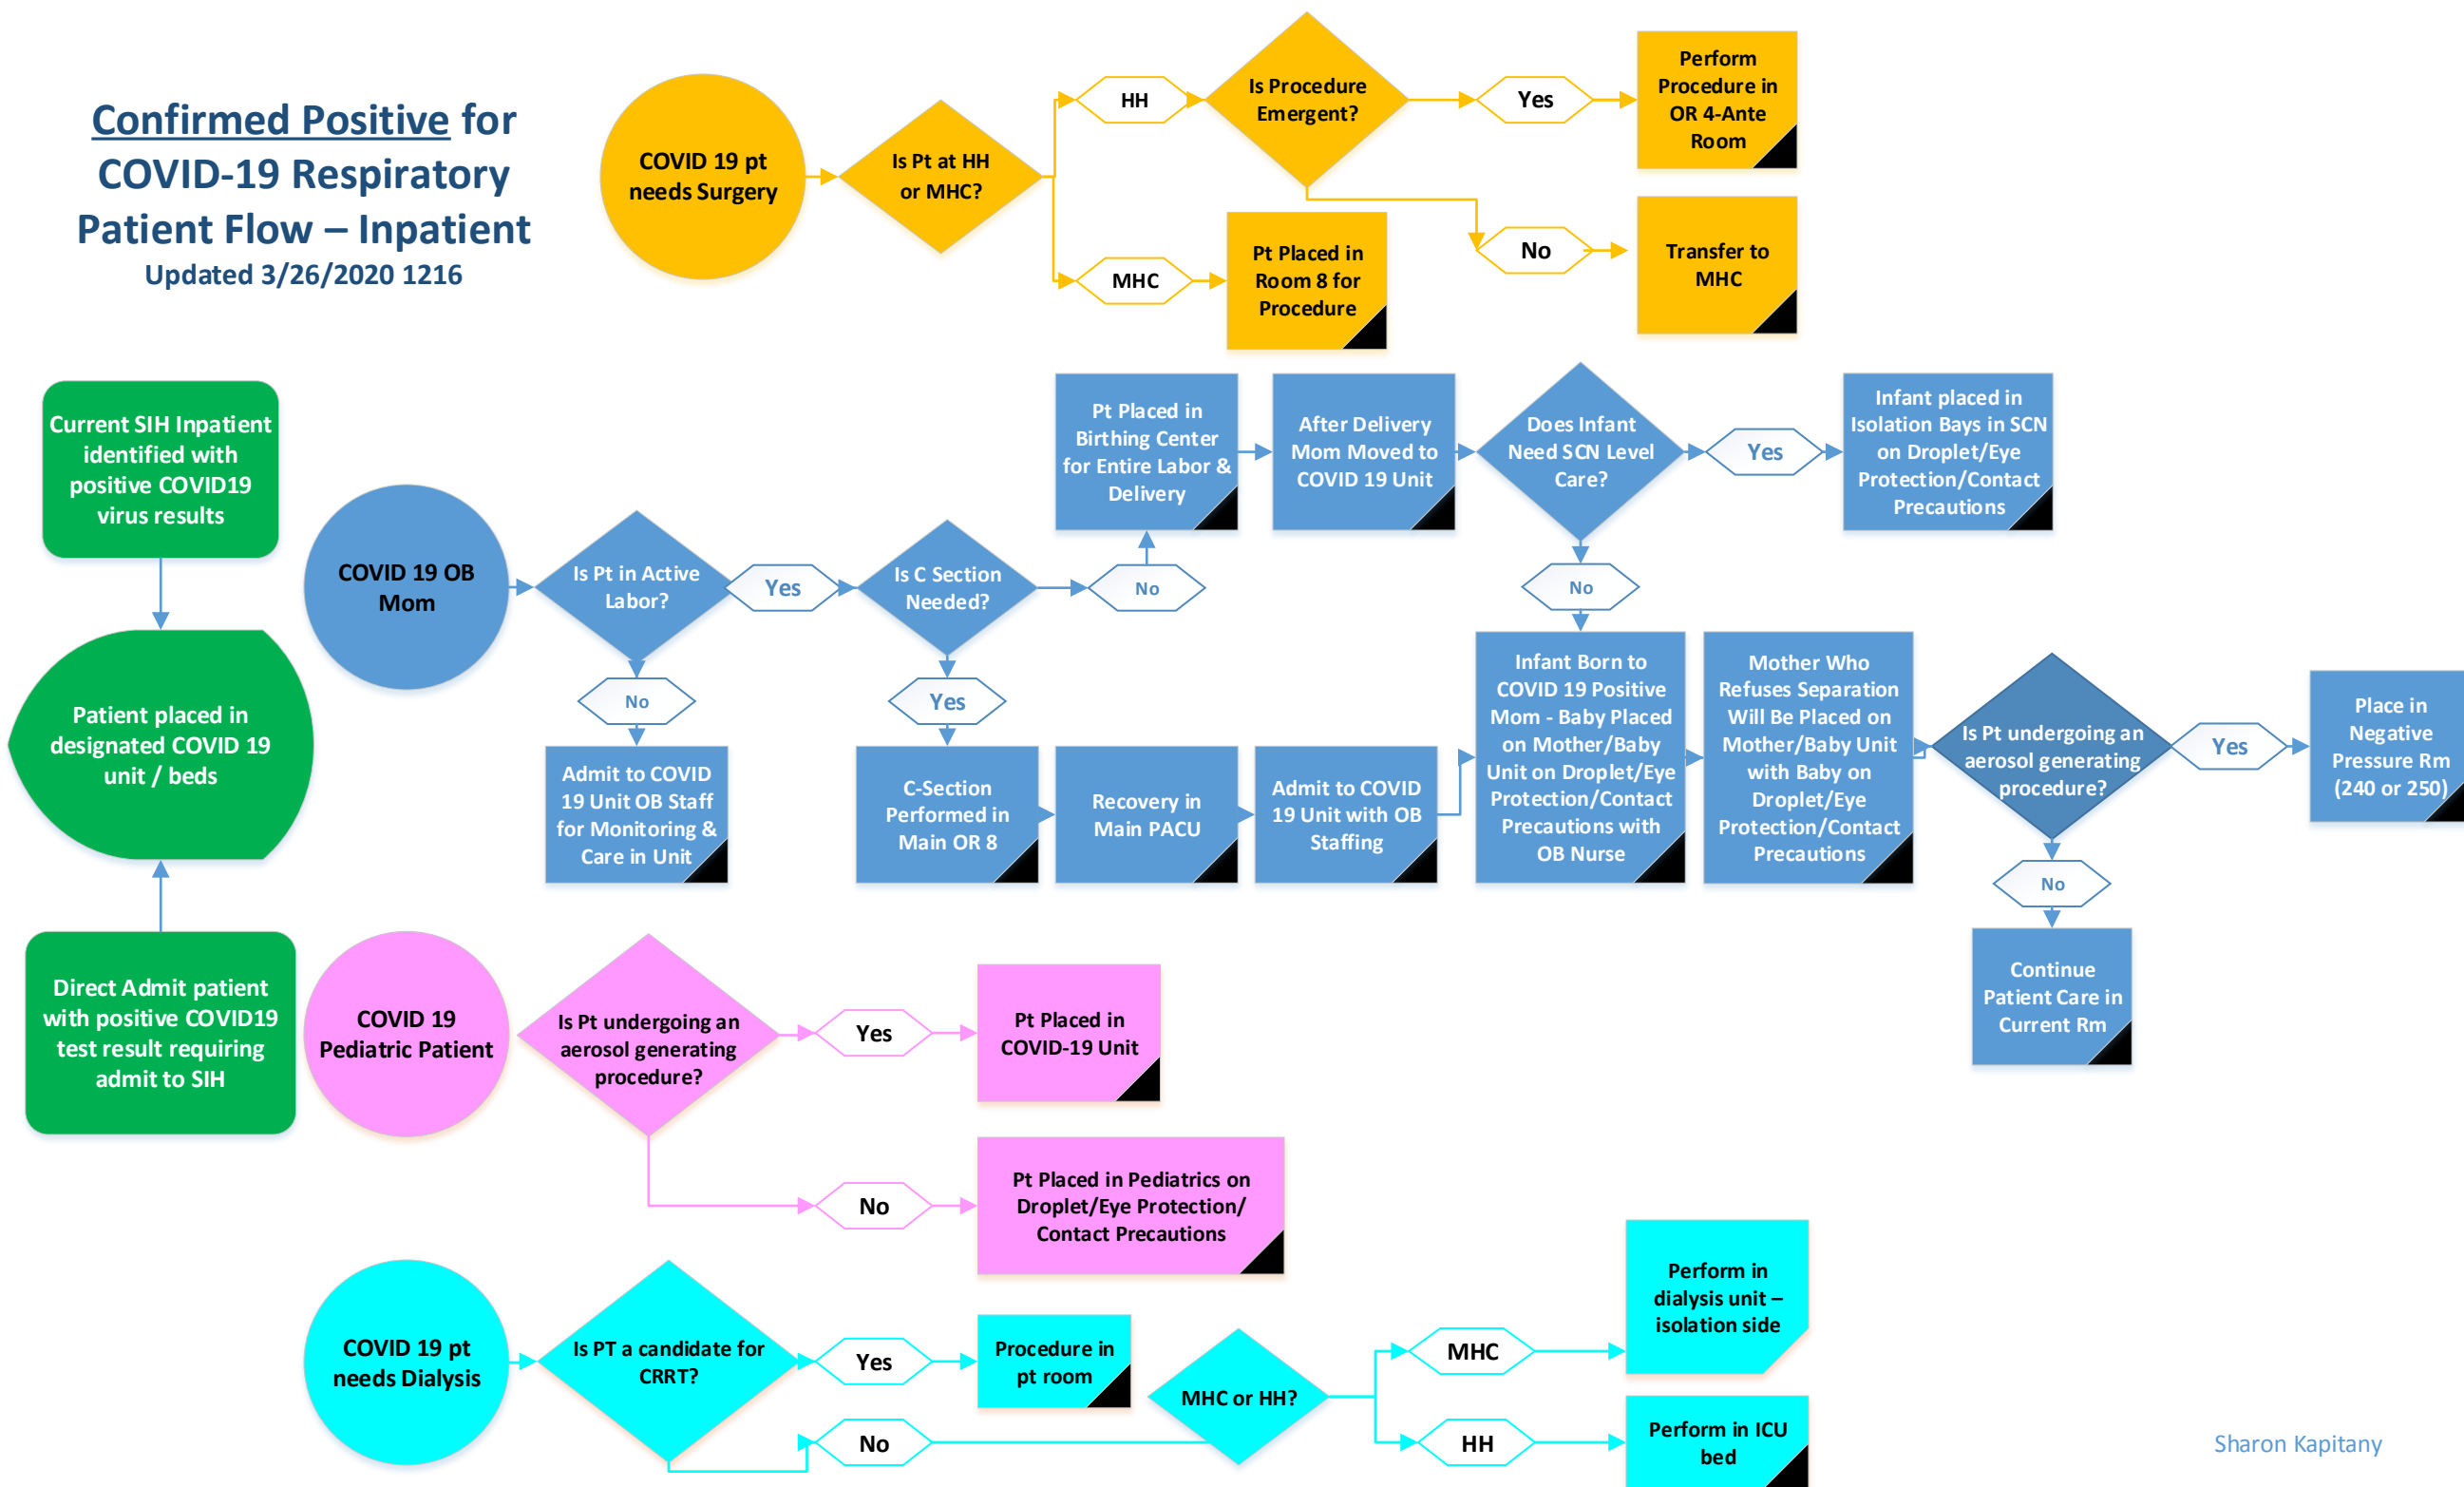 Confirmed Positive for
COVID-19 Respiratory
Patient Flow – Inpatient
Updated 3/26/2020 1216
COVID 19 pt
needs Surgery
Is Pt at HH
or MHC?
HH
Is Procedure
Emergent?
Yes
Perform
Procedure in
OR 4-Ante
Room
MHC
Pt Placed in
Room 8 for
Procedure
No
Transfer to
MHC
Current SIH Inpatient
identified with
positive COVID19
virus results
Patient placed in
designated COVID 19
unit / beds
Direct Admit patient
with positive COVID19
test result requiring
admit to SIH
COVID 19 OB
Mom
Is Pt in Active
Labor?
Yes
Is C Section
Needed?
No
Pt Placed in
Birthing Center
for Entire Labor &
Delivery
After Delivery
Mom Moved to
COVID 19 Unit
Does Infant
Need SCN Level
Care?
Yes
Infant placed in
Isolation Bays in SCN
on Droplet/Eye
Protection/Contact
Precautions
No
No
Admit to COVID
19 Unit OB Staff
for Monitoring &
Care in Unit
Yes
C-Section
Performed in
Main OR 8
Recovery in
Main PACU
Admit to COVID
19 Unit with OB
Staffing
Infant Born to
COVID 19 Positive
Mom - Baby Placed
on Mother/Baby
Unit on Droplet/Eye
Protection/Contact
Precautions with
OB Nurse
Mother Who
Refuses Separation
Will Be Placed on
Mother/Baby Unit
with Baby on
Droplet/Eye
Protection/Contact
Precautions
Is Pt undergoing an
aerosol generating
procedure?
Yes
Place in
Negative
Pressure Rm
(240 or 250)
No
Continue
Patient Care in
Current Rm
COVID 19
Pediatric Patient
Is Pt undergoing an
aerosol generating
procedure?
Yes
Pt Placed in
COVID-19 Unit
No
Pt Placed in Pediatrics on
Droplet/Eye Protection/
Contact Precautions
COVID 19 pt
needs Dialysis
Is PT a candidate for
CRRT?
Yes
Procedure in
pt room
No
MHC or HH?
MHC
Perform in
dialysis unit –
isolation side
HH
Perform in ICU
bed
Sharon Kapitany